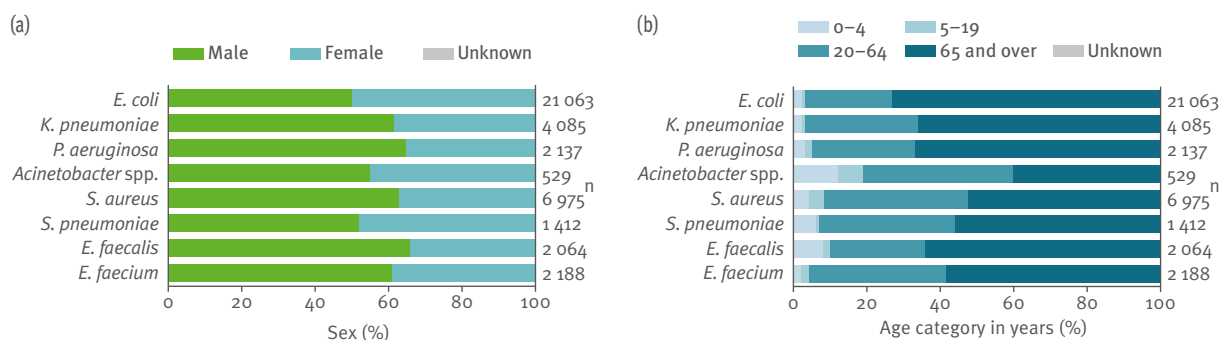 (a)
Male Female Unknown
E. coli 21 063
K. pneumoniae 4 085
P. aeruginosa 2 137
Acinetobacter spp. 529
n
S. aureus 6 975
S. pneumoniae 1 412
E. faecalis 2 064
E. faecium 2 188
0 20 40 60 80 100
Sex (%)
(b)
0–4 5–19
20–64 65 and over Unknown
E. coli 21 063
K. pneumoniae 4 085
P. aeruginosa 2 137
Acinetobacter spp. 529
n
S. aureus 6 975
S. pneumoniae 1 412
E. faecalis 2 064
E. faecium 2 188
0 20 40 60 80 100
Age category in years (%)